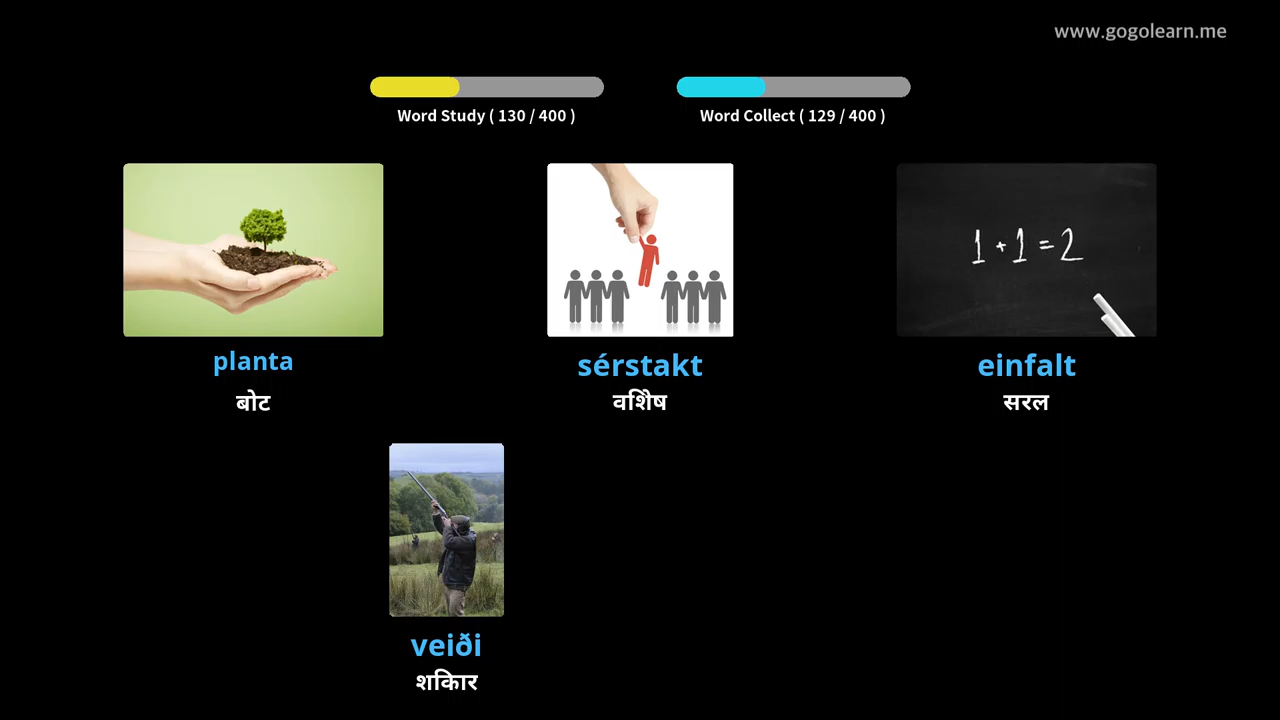 www.gogolearn.me
Word Study ( 130 / 400 )
Word Collect ( 129 / 400 )
1 + 1 = 2
planta
sérstakt
einfalt
बोट
वशिेष
सरल
veiði
शकिार